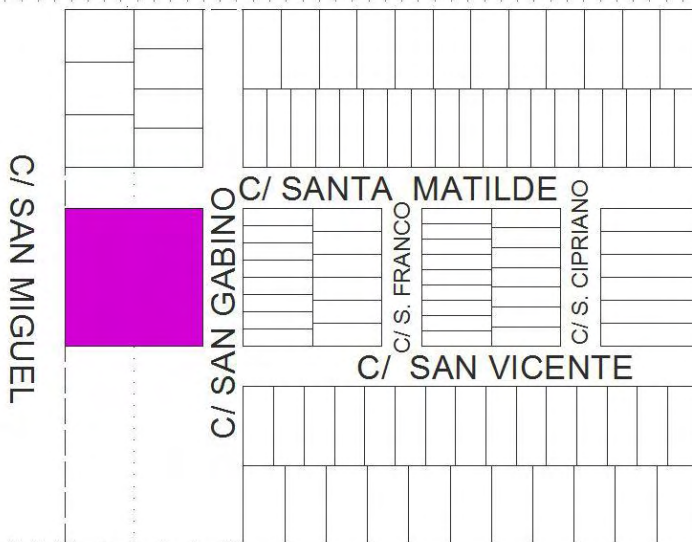 C/ SAN MIGUEL
C/ SAN GABINO
C/ SANTA MATILDE
C/ S. FRANCO
C/ S. CIPRIANO
C/ SAN VICENTE